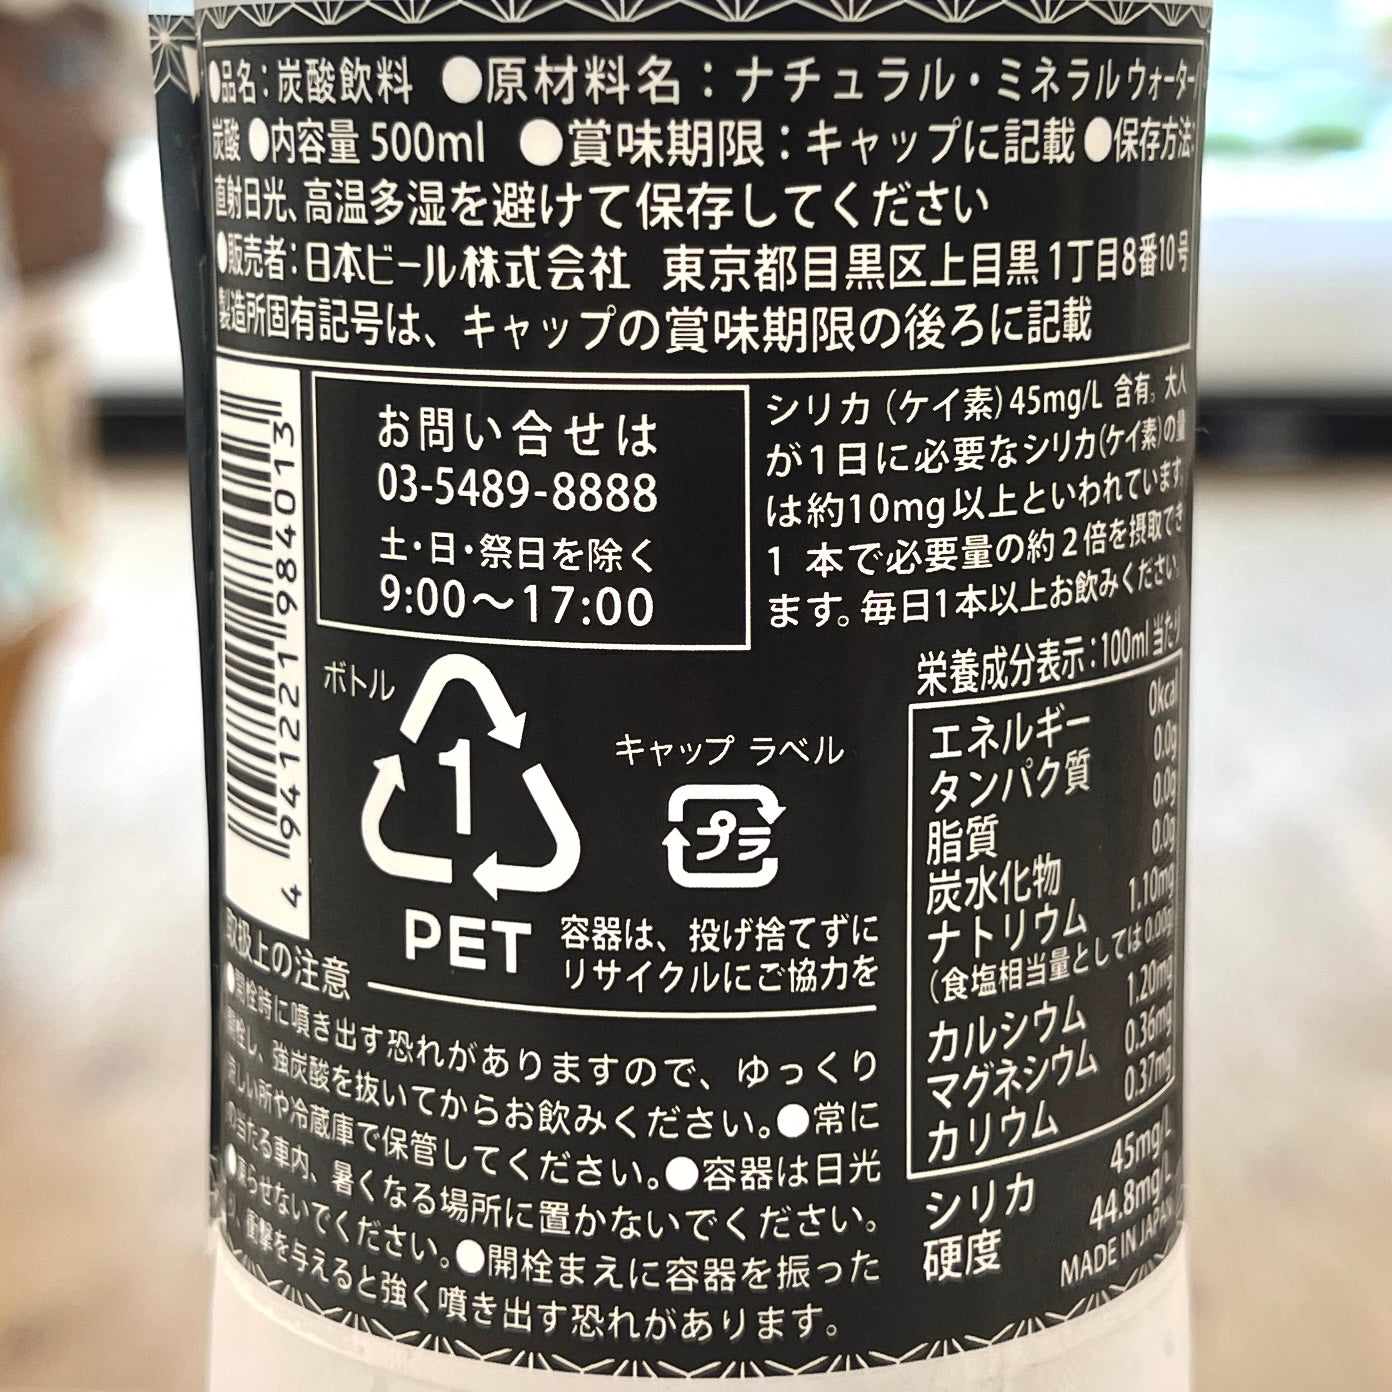 ●品名：炭酸飲料 ●原材料名：ナチュラル・ミネラルウォーター/
炭酸 ●内容量 500ml ●賞味期限：キャップに記載 ●保存方法：
直射日光、高温多湿を避けて保存してください
●販売者：日本ビール株式会社 東京都目黒区上目黒1丁目8番10号
製造所固有記号は、キャップの賞味期限の後ろに記載
4 941221 984013
お問い合せは
03-5489-8888
土・日・祭日を除く
9:00〜17:00
シリカ（ケイ素）45mg/L 含有。大人
が1日に必要なシリカ（ケイ素）の量
は約10mg以上といわれています。
1 本で必要量の約2倍を摂取でき
ます。毎日1本以上お飲みください。
ボトル
1
PET
キャップ ラベル
プラ
容器は、投げ捨てずに
リサイクルにご協力を
栄養成分表示：100ml当たり
エネルギー 0kcal
タンパク質 0.0g
脂質 0.0g
炭水化物 0.0g
ナトリウム 1.10mg
（食塩相当量としては0.00g）
カルシウム 1.20mg
マグネシウム 0.36mg
カリウム 0.37mg
シリカ 45mg/L
硬度 44.8mg/L
MADE IN JAPAN
取扱上の注意
●開栓時に噴き出す恐れがありますので、ゆっくり
開栓し、強炭酸を抜いてからお飲みください。●常に
涼しい所や冷蔵庫で保管してください。●容器は日光
の当たる車内、暑くなる場所に置かないでください。
●凍らせないでください。●開栓まえに容器を振った
り、衝撃を与えると強く噴き出す恐れがあります。